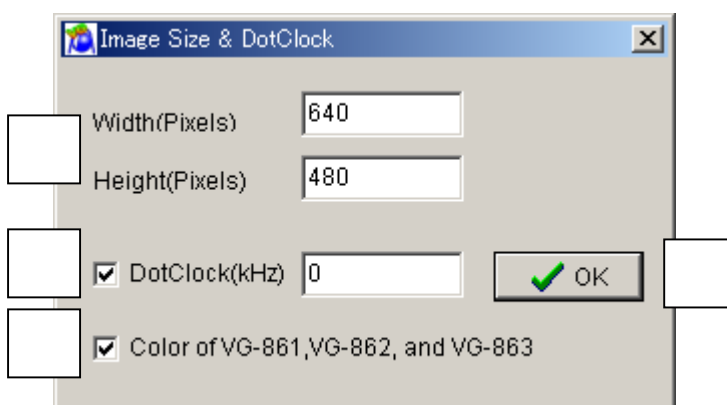 Image Size & DotClock
Width(Pixels) 640
Height(Pixels) 480
DotClock(kHz) 0 OK
Color of VG-861,VG-862, and VG-863